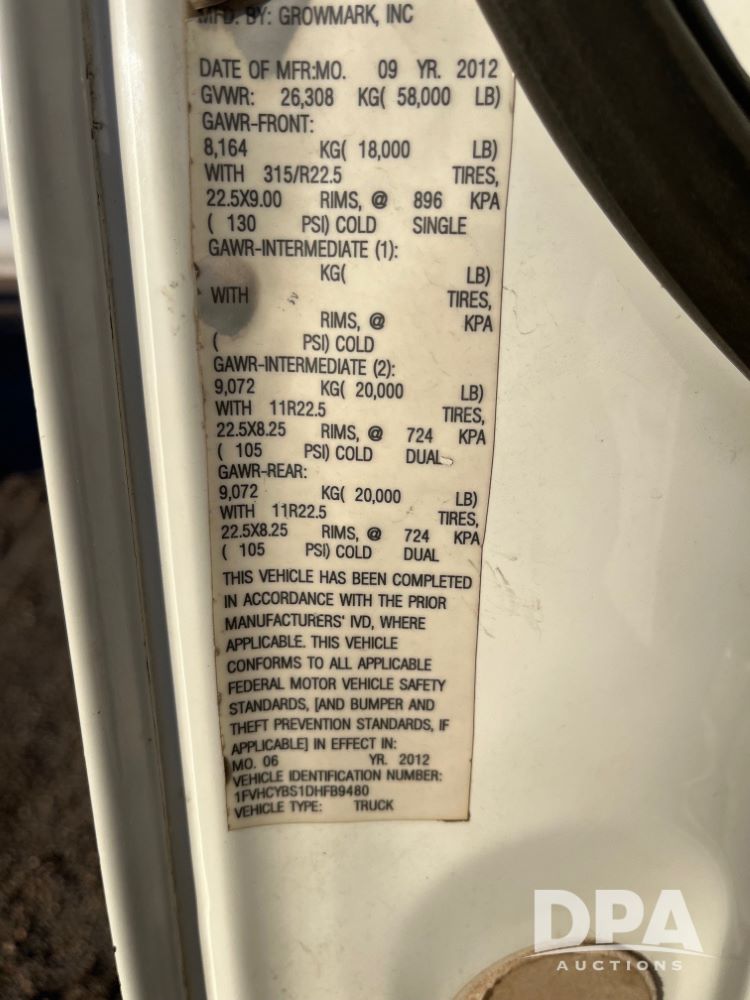 MFD. BY: GROWMARK, INC
DATE OF MFR:MO. 09 YR. 2012
GVWR: 26,308 KG( 58,000 LB)
GAWR-FRONT:
8,164 KG( 18,000 LB)
WITH 315/R22.5 TIRES,
22.5X9.00 RIMS, @ 896 KPA
( 130 PSI) COLD SINGLE
GAWR-INTERMEDIATE (1):
KG( LB)
WITH TIRES,
RIMS, @ KPA
( PSI) COLD
GAWR-INTERMEDIATE (2):
9,072 KG( 20,000 LB)
WITH 11R22.5 TIRES,
22.5X8.25 RIMS, @ 724 KPA
( 105 PSI) COLD DUAL
GAWR-REAR:
9,072 KG( 20,000 LB)
WITH 11R22.5 TIRES,
22.5X8.25 RIMS, @ 724 KPA
( 105 PSI) COLD DUAL
THIS VEHICLE HAS BEEN COMPLETED
IN ACCORDANCE WITH THE PRIOR
MANUFACTURERS' IVD, WHERE
APPLICABLE. THIS VEHICLE
CONFORMS TO ALL APPLICABLE
FEDERAL MOTOR VEHICLE SAFETY
STANDARDS, [AND BUMPER AND
THEFT PREVENTION STANDARDS, IF
APPLICABLE] IN EFFECT IN:
MO. 06 YR. 2012
VEHICLE IDENTIFICATION NUMBER:
1FVHCYBS1DHFB9480
VEHICLE TYPE: TRUCK
DPA
AUCTIONS